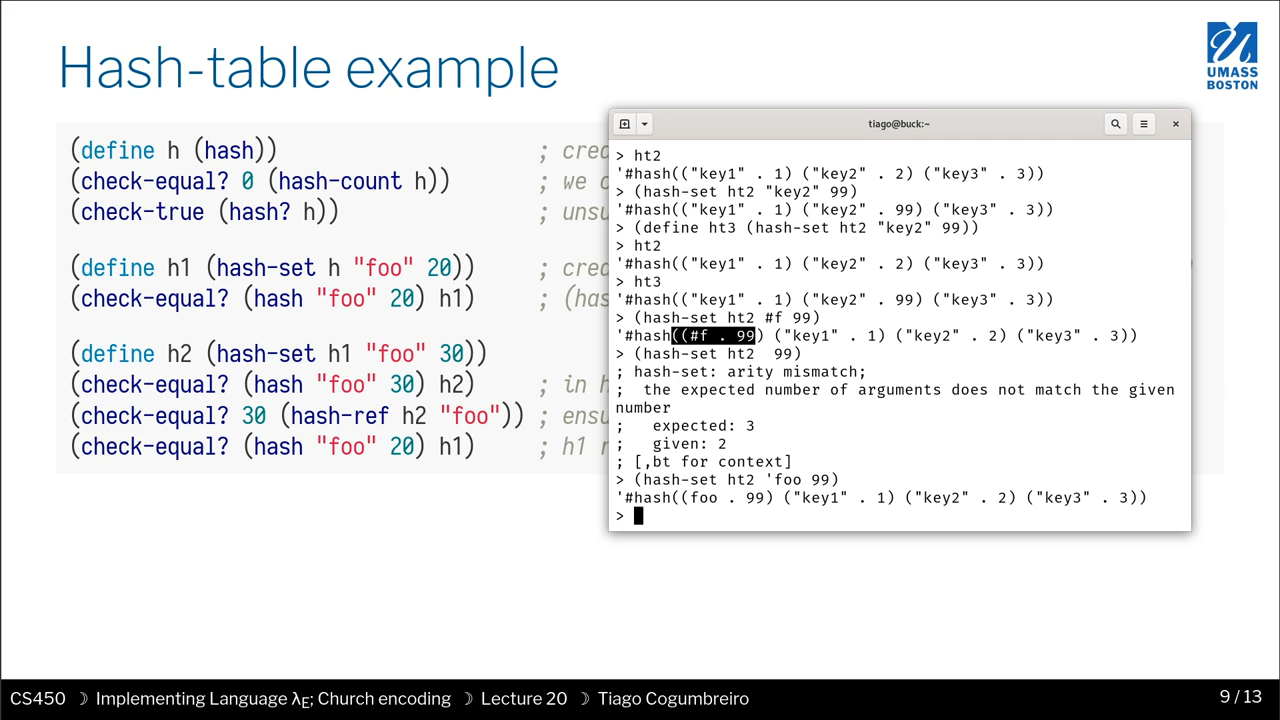 Hash-table example
UMASS
BOSTON
(define h (hash))
(check-equal? 0 (hash-count h)) ; we
(check-true (hash? h))
(define h1 (hash-set h "foo" 20))
(check-equal? (hash "foo" 20) h1)
(define h2 (hash-set h1 "foo" 30))
(check-equal? (hash "foo" 30) h2) ; in
(check-equal? 30 (hash-ref h2 "foo")) ;
(check-equal? (hash "foo" 20) h1) ; h1
tiago@buck:~
> ht2
'#hash(("key1" . 1) ("key2" . 2) ("key3" . 3))
> (hash-set ht2 "key2" 99)
'#hash(("key1" . 1) ("key2" . 99) ("key3" . 3))
> (define ht3 (hash-set ht2 "key2" 99))
> ht2
'#hash(("key1" . 1) ("key2" . 2) ("key3" . 3))
> ht3
'#hash(("key1" . 1) ("key2" . 99) ("key3" . 3))
> (hash-set ht2 #f 99)
'#hash((#f . 99) ("key1" . 1) ("key2" . 2) ("key3" . 3))
> (hash-set ht2  99)
; hash-set: arity mismatch;
;  the expected number of arguments does not match the given
number
;   expected: 3
;   given: 2
; [,bt for context]
> (hash-set ht2 'foo 99)
'#hash((foo . 99) ("key1" . 1) ("key2" . 2) ("key3" . 3))
>
CS450 ☽ Implementing Language λE; Church encoding ☽ Lecture 20 ☽ Tiago Cogumbreiro
9 / 13